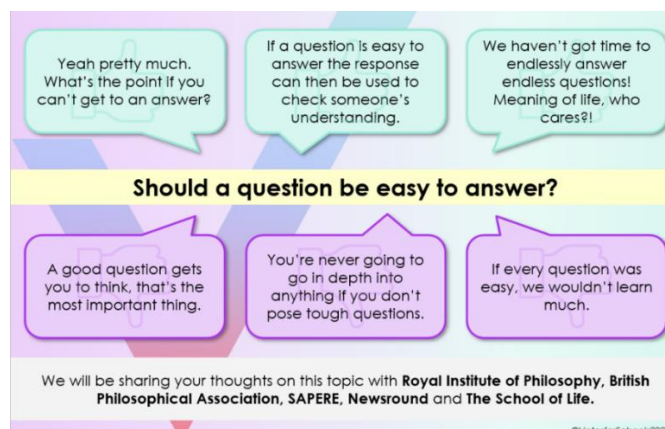 Yeah pretty much.
What's the point if you
can't get to an answer?
If a question is easy to
answer the response
can then be used to
check someone's
understanding.
We haven't got time to
endlessly answer
endless questions!
Meaning of life, who
cares?!
Should a question be easy to answer?
A good question gets
you to think, that's the
most important thing.
You're never going to
go in depth into
anything if you don't
pose tough questions.
If every question was
easy, we wouldn't learn
much.
We will be sharing your thoughts on this topic with Royal Institute of Philosophy, British
Philosophical Association, SAPERE, Newsround and The School of Life.